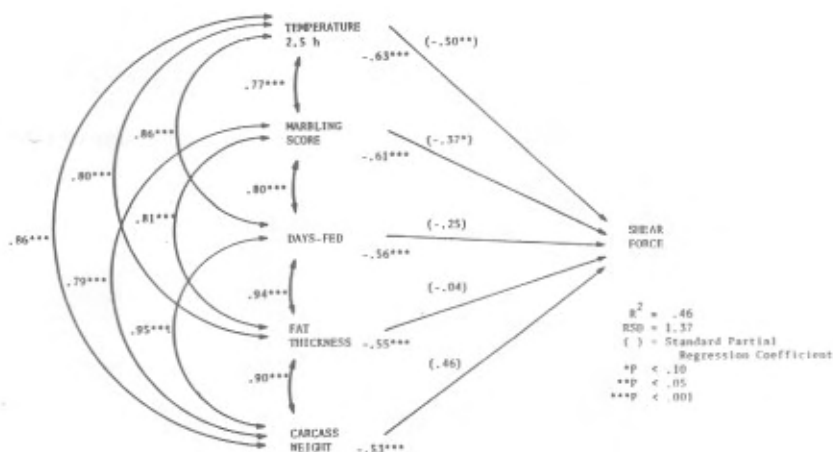 TEMPERATURE
2.5 h
(-.50**)
-.63***
.77***
MARBLING
SCORE
(-.37*)
-.61***
.86***
.80***
.80***
.81***
DAYS-FED
(-.25)
-.56***
SHEAR
FORCE
.86***
.79***
.94***
(-.04)
.95***
FAT
THICKNESS
-.55***
.90***
(.46)
CARCASS
WEIGHT
-.53***
R² = .46
RSD = 1.37
( ) = Standard Partial
Regression Coefficient
*P < .10
**P < .05
***P < .001